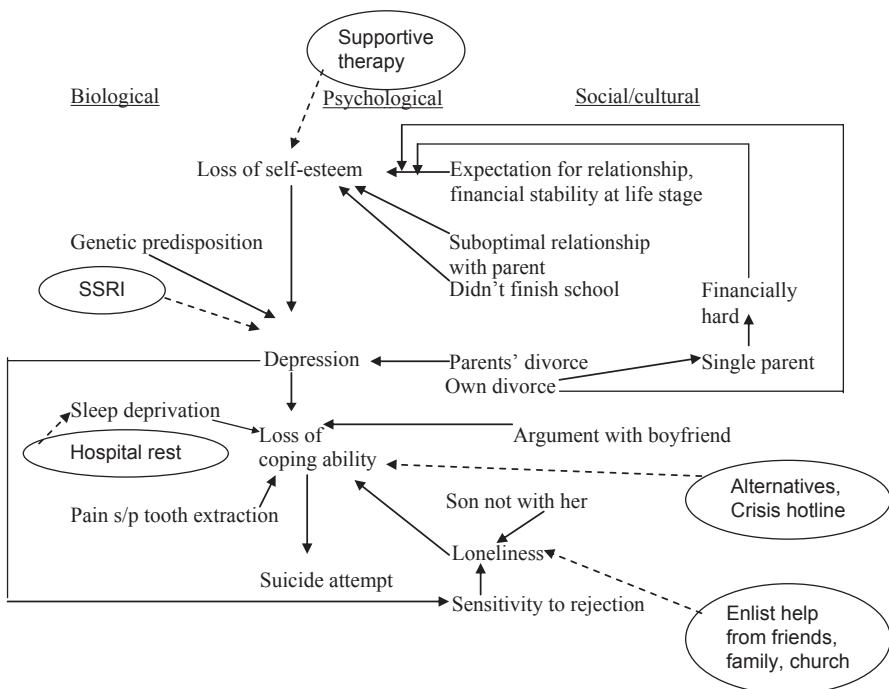 Supportive
therapy
Biological
Psychological
Social/cultural
Loss of self-esteem
Expectation for relationship,
financial stability at life stage
Genetic predisposition
Suboptimal relationship
with parent
SSRI
Didn't finish school
Financially
hard
Depression
Parents' divorce
Single parent
Own divorce
Sleep deprivation
Loss of
coping ability
Argument with boyfriend
Hospital rest
Alternatives,
Crisis hotline
Pain s/p tooth extraction
Son not with her
Loneliness
Suicide attempt
Sensitivity to rejection
Enlist help
from friends,
family, church